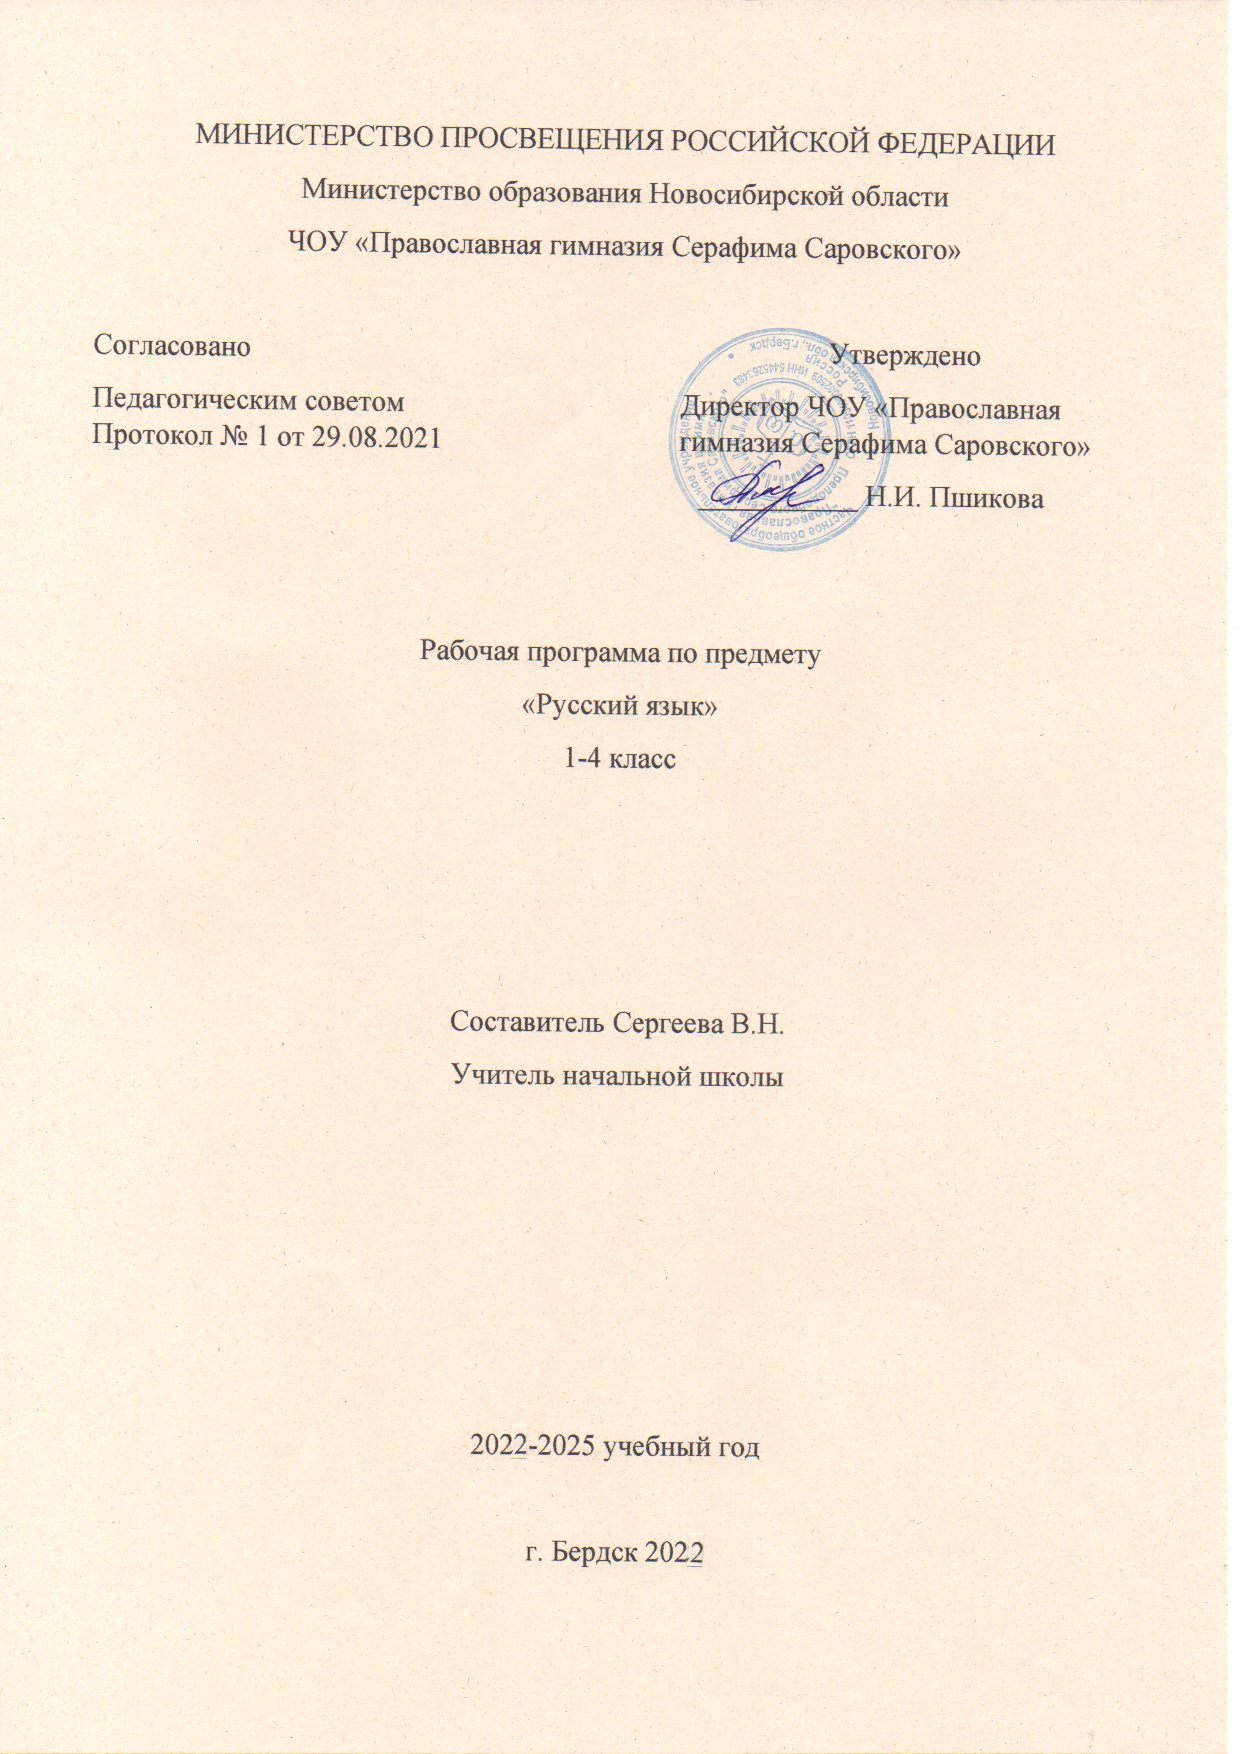 МИНИСТЕРСТВО ПРОСВЕЩЕНИЯ РОССИЙСКОЙ ФЕДЕРАЦИИ
Министерство образования Новосибирской области
ЧОУ «Православная гимназия Серафима Саровского»
Согласовано
Педагогическим советом
Протокол № 1 от 29.08.2021
Утверждено
Директор ЧОУ «Православная
гимназия Серафима Саровского»
Н.И. Пшикова
Рабочая программа по предмету
«Русский язык»
1-4 класс
Составитель Сергеева В.Н.
Учитель начальной школы
2022-2025 учебный год
г. Бердск 2022